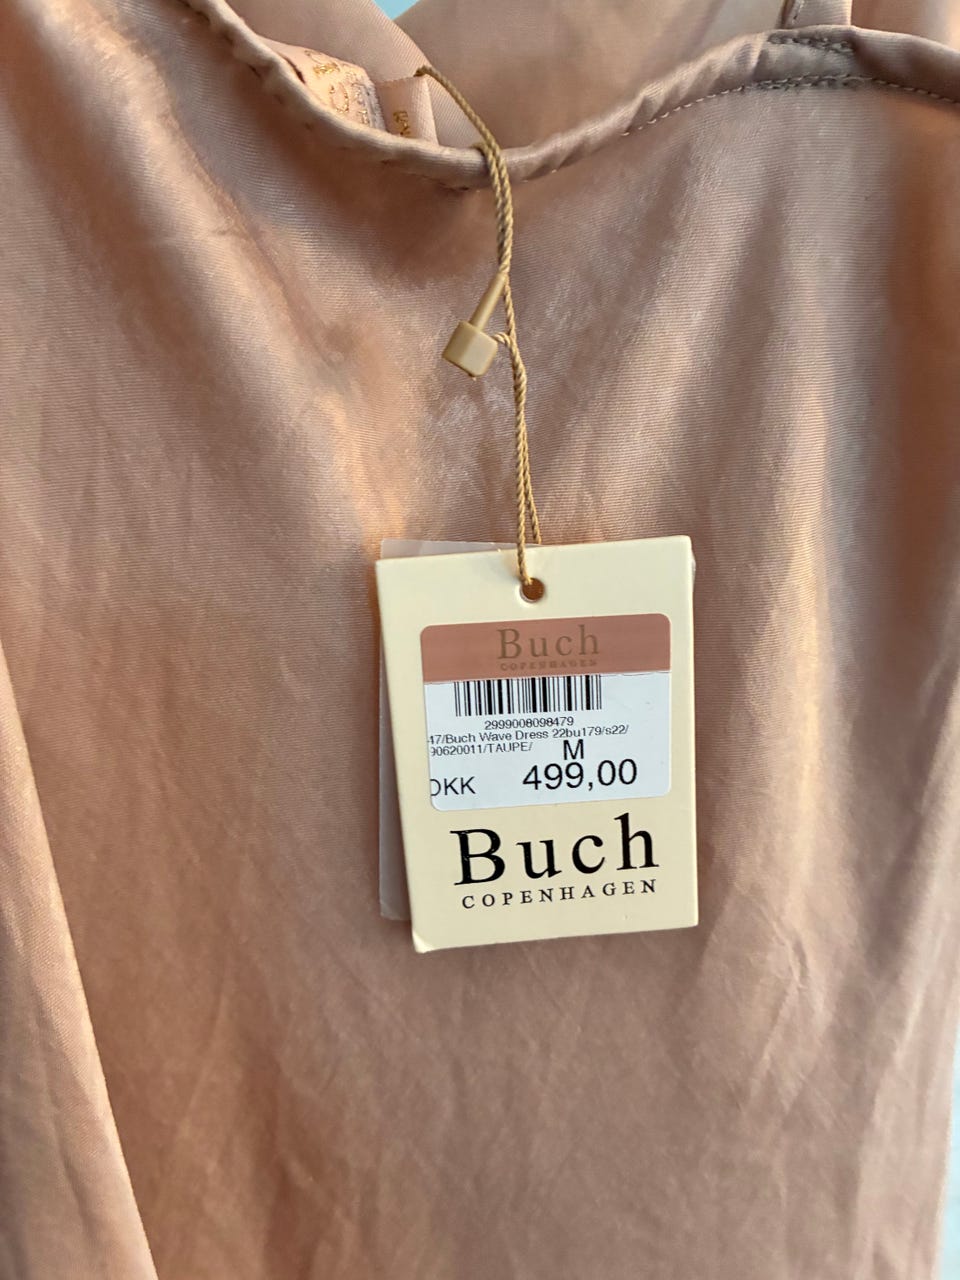 Buch
COPENHAGEN
2999008098479
47/Buch Wave Dress 22bu179/s22/
90620011/TAUPE/ M
DKK 499,00
Buch
COPENHAGEN